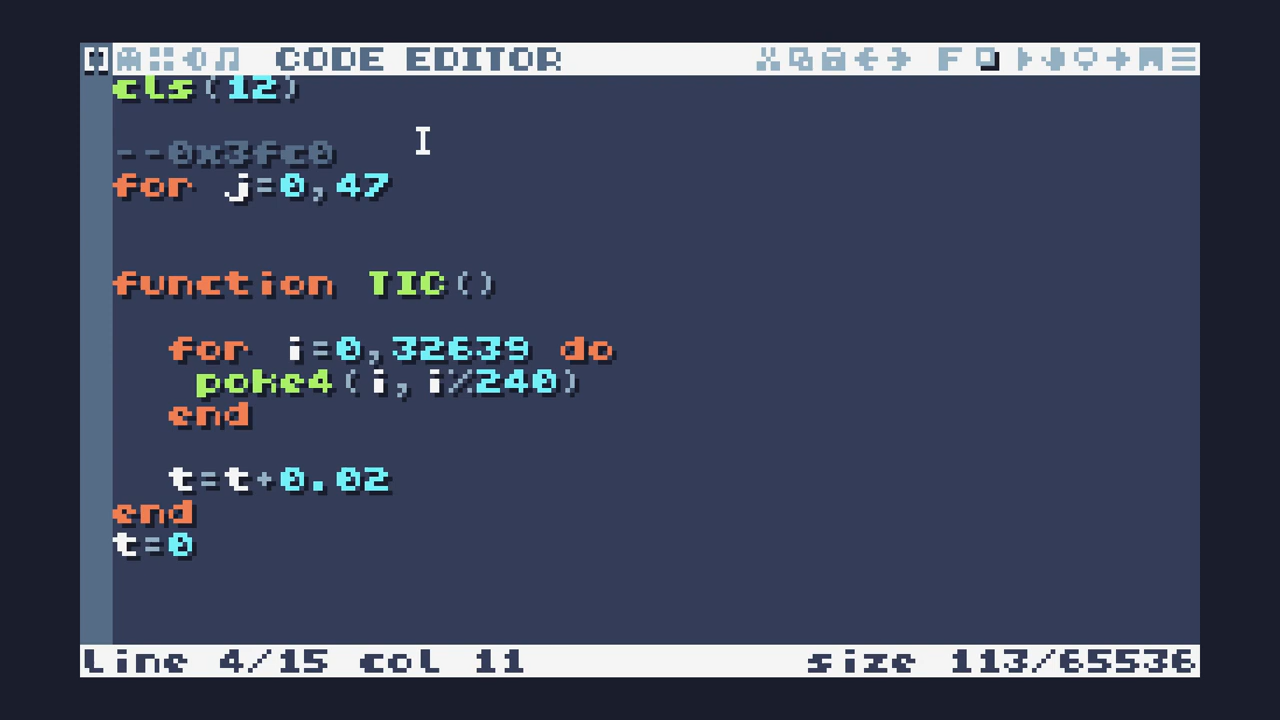 CODE EDITOR
cls(12)
--0x3fc0
for j=0,47
function TIC()
for i=0,32639 do
poke4(i,i%240)
end
t=t+0.02
end
t=0
line 4/15 col 11
size 113/65536